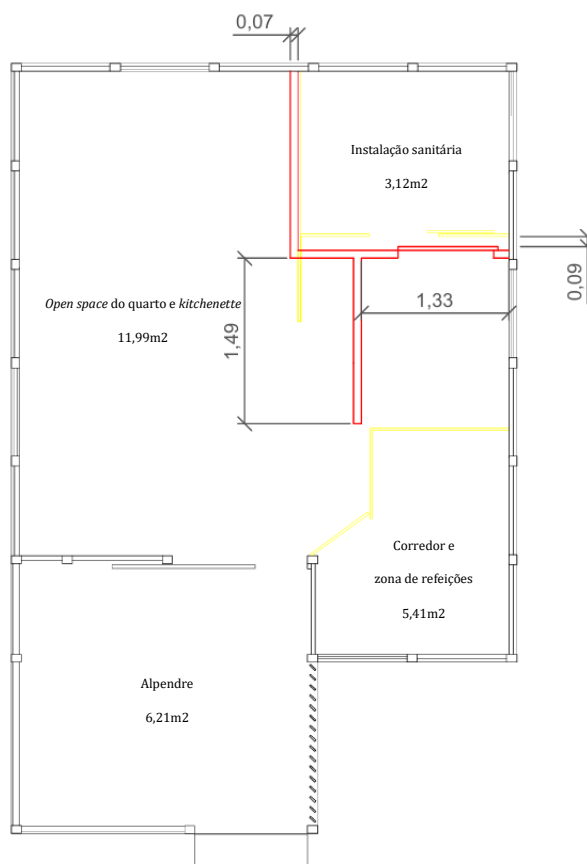 0,07
Instalação sanitária
3,12m2
0,09
Open space do quarto e kitchenette
11,99m2
1,33
1,49
Corredor e
zona de refeições
5,41m2
Alpendre
6,21m2